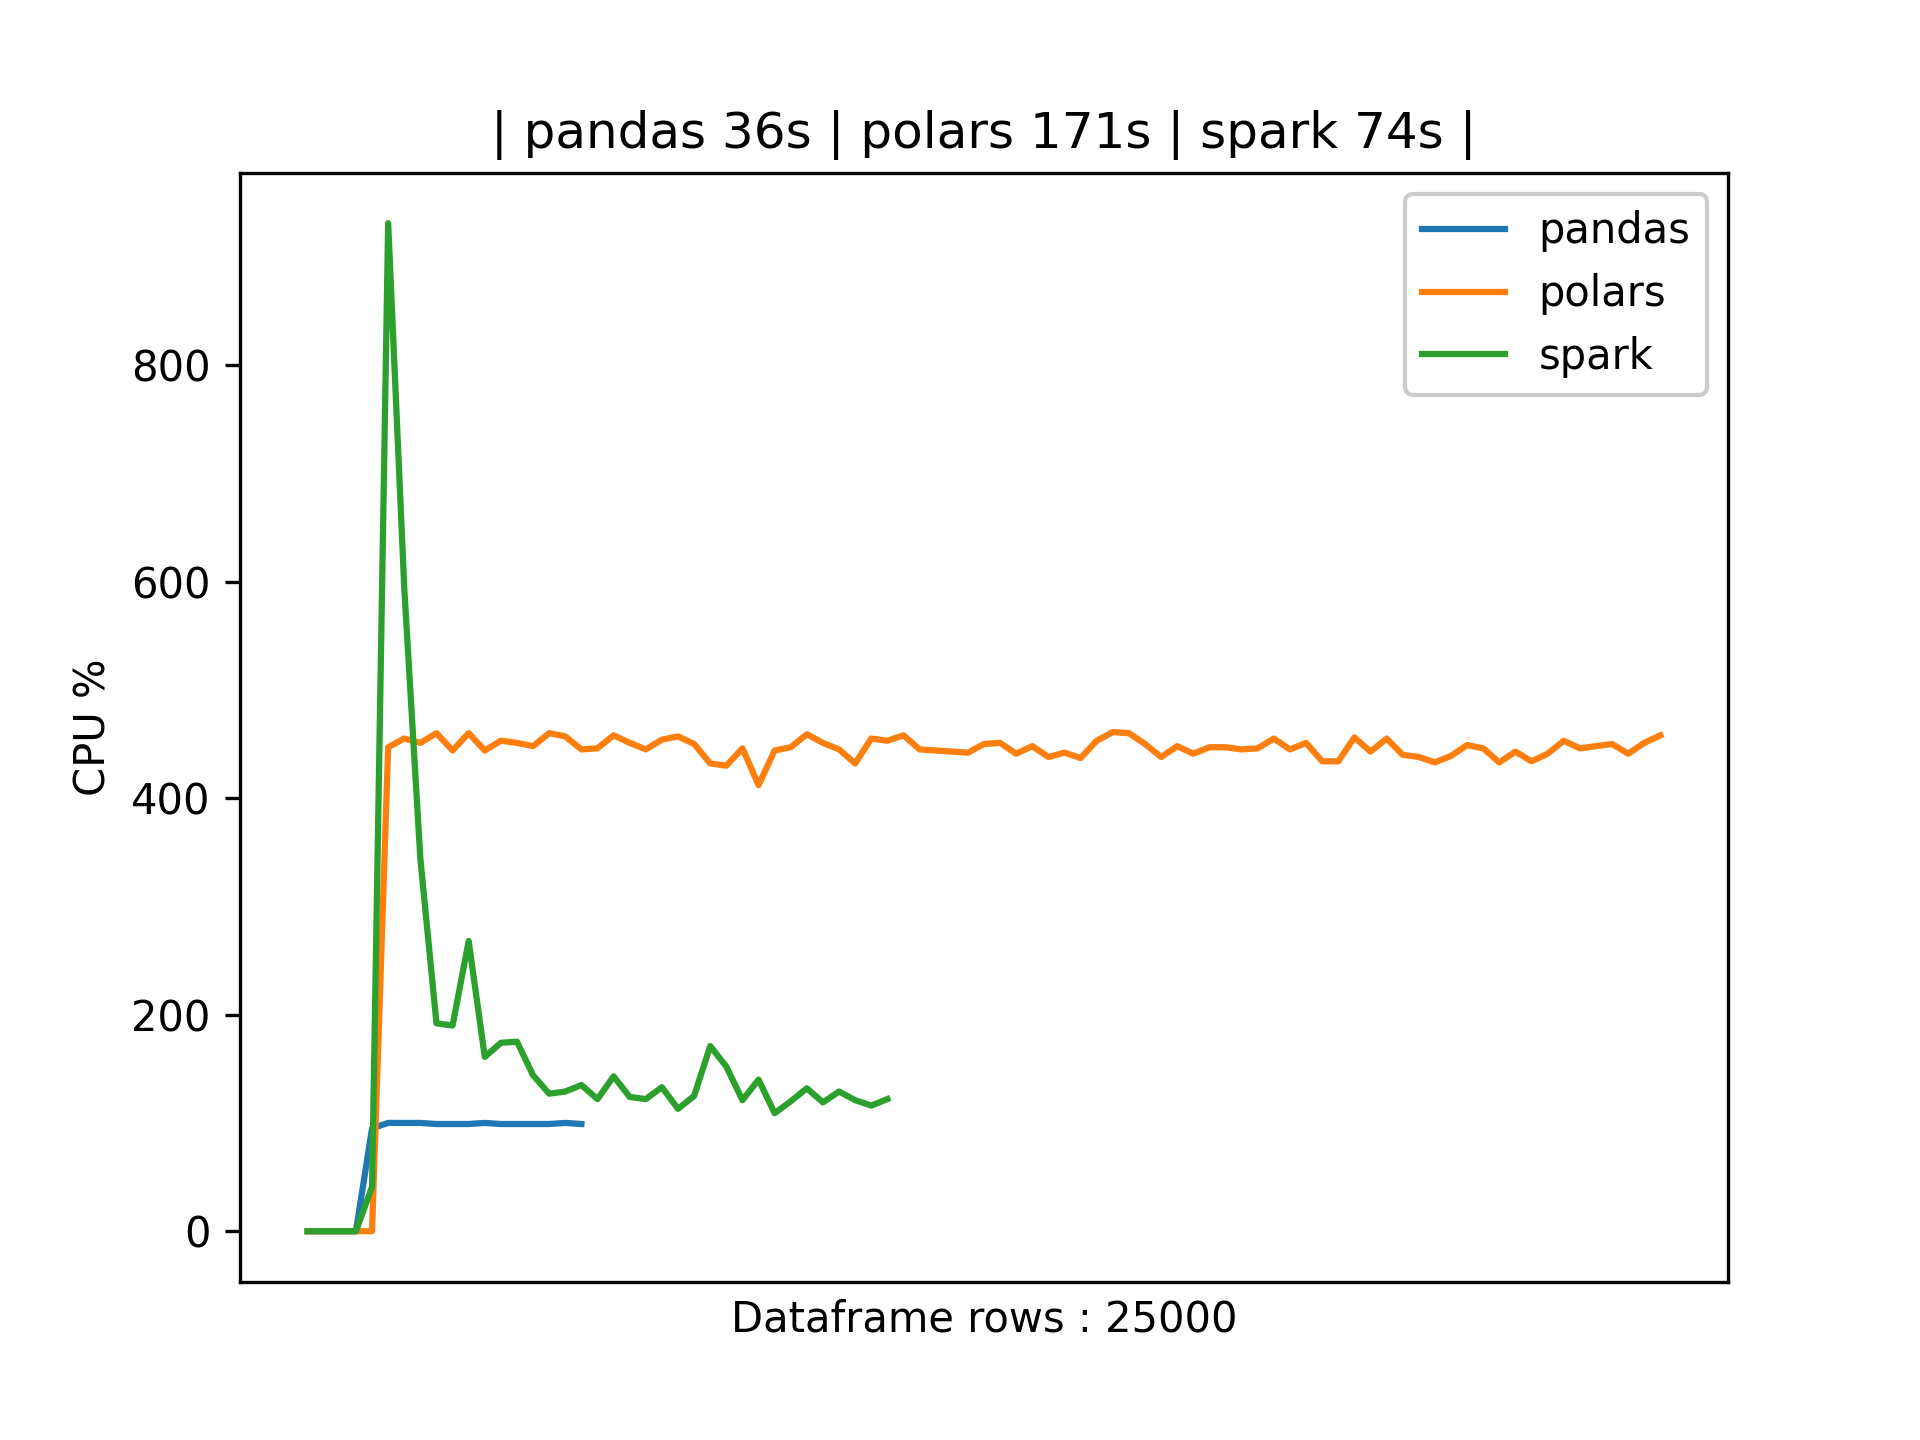 | pandas 36s | polars 171s | spark 74s |
pandas
polars
spark
800
600
400
200
0
CPU %
Dataframe rows : 25000